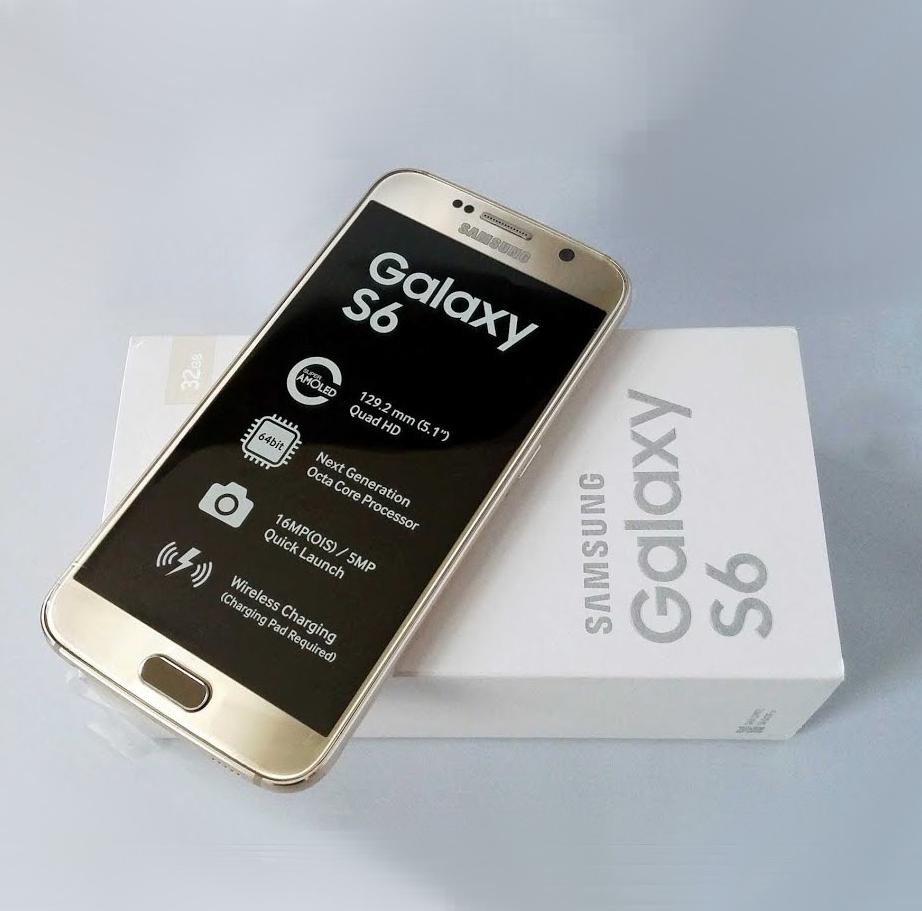 SAMSUNG
Galaxy
S6
SUPER
AMOLED
129.2 mm (5.1")
Quad HD
64bit
Next Generation
Octa Core Processor
16MP(OIS) / 5MP
Quick Launch
Wireless Charging
(Charging Pad Required)
32GB
SAMSUNG
Galaxy
S6